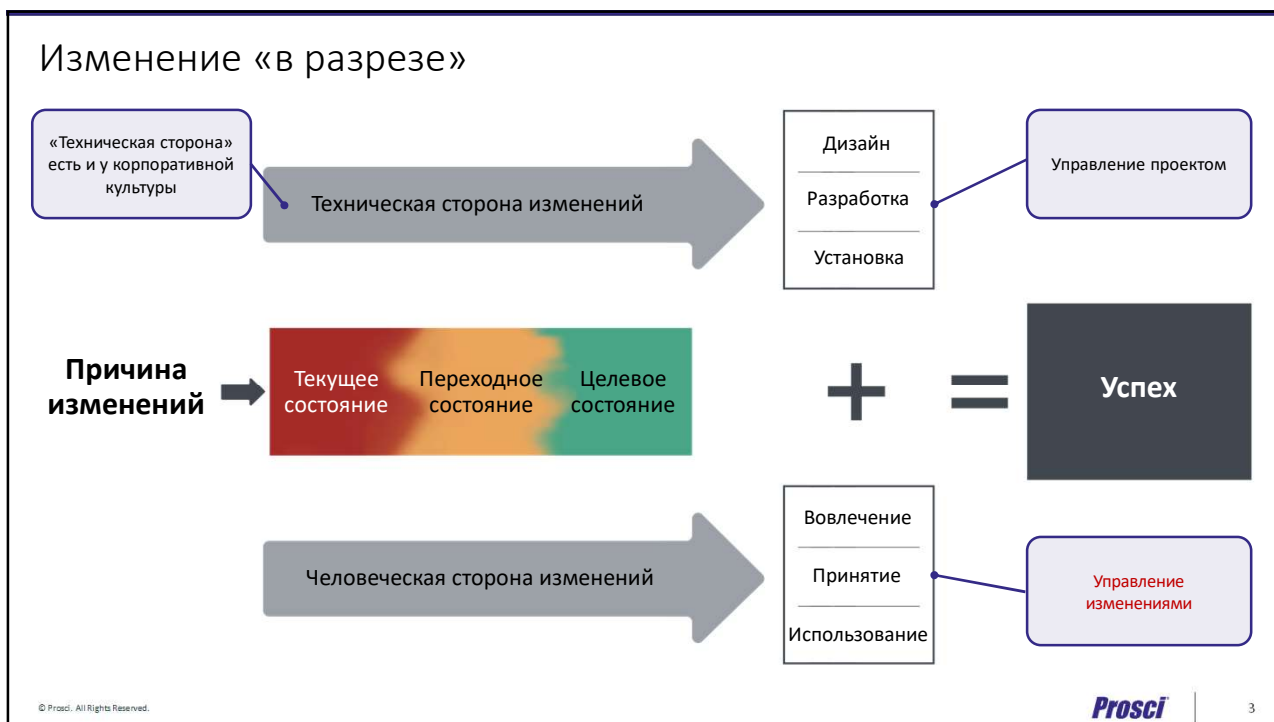 Изменение «в разрезе»
«Техническая сторона»
есть и у корпоративной
культуры
Техническая сторона изменений
Дизайн
Разработка
Установка
Управление проектом
Причина
изменений
Текущее
состояние
Переходное
состояние
Целевое
состояние
+
=
Успех
Человеческая сторона изменений
Вовлечение
Принятие
Использование
Управление
изменениями
© Prosci. All Rights Reserved.
Prosci®
3